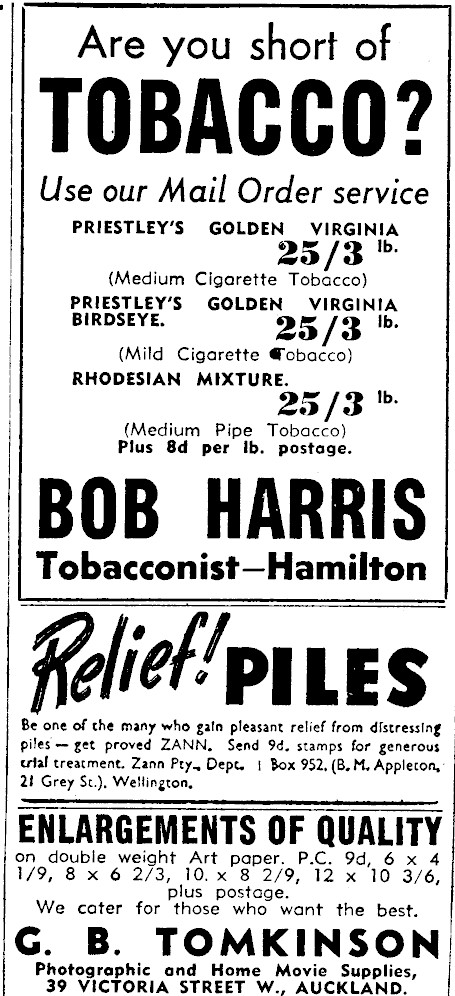 Are you short of
TOBACCO?
Use our Mail Order service
PRIESTLEY'S GOLDEN VIRGINIA
25/3 lb.
(Medium Cigarette Tobacco)
PRIESTLEY'S GOLDEN VIRGINIA
BIRDSEYE. 25/3 lb.
(Mild Cigarette Tobacco)
RHODESIAN MIXTURE.
25/3 lb.
(Medium Pipe Tobacco)
Plus 8d per lb. postage.
BOB HARRIS
Tobacconist—Hamilton
Relief! PILES
Be one of the many who gain pleasant relief from distressing
piles — get proved ZANN. Send 9d. stamps for generous
trial treatment. Zann Pty., Dept. 1 Box 952, (B. M. Appleton,
21 Grey St.), Wellington.
ENLARGEMENTS OF QUALITY
on double weight Art paper. P.C. 9d, 6 x 4
1/9, 8 x 6 2/3, 10. x 8 2/9, 12 x 10 3/6,
plus postage.
We cater for those who want the best.
G. B. TOMKINSON
Photographic and Home Movie Supplies,
39 VICTORIA STREET W., AUCKLAND.